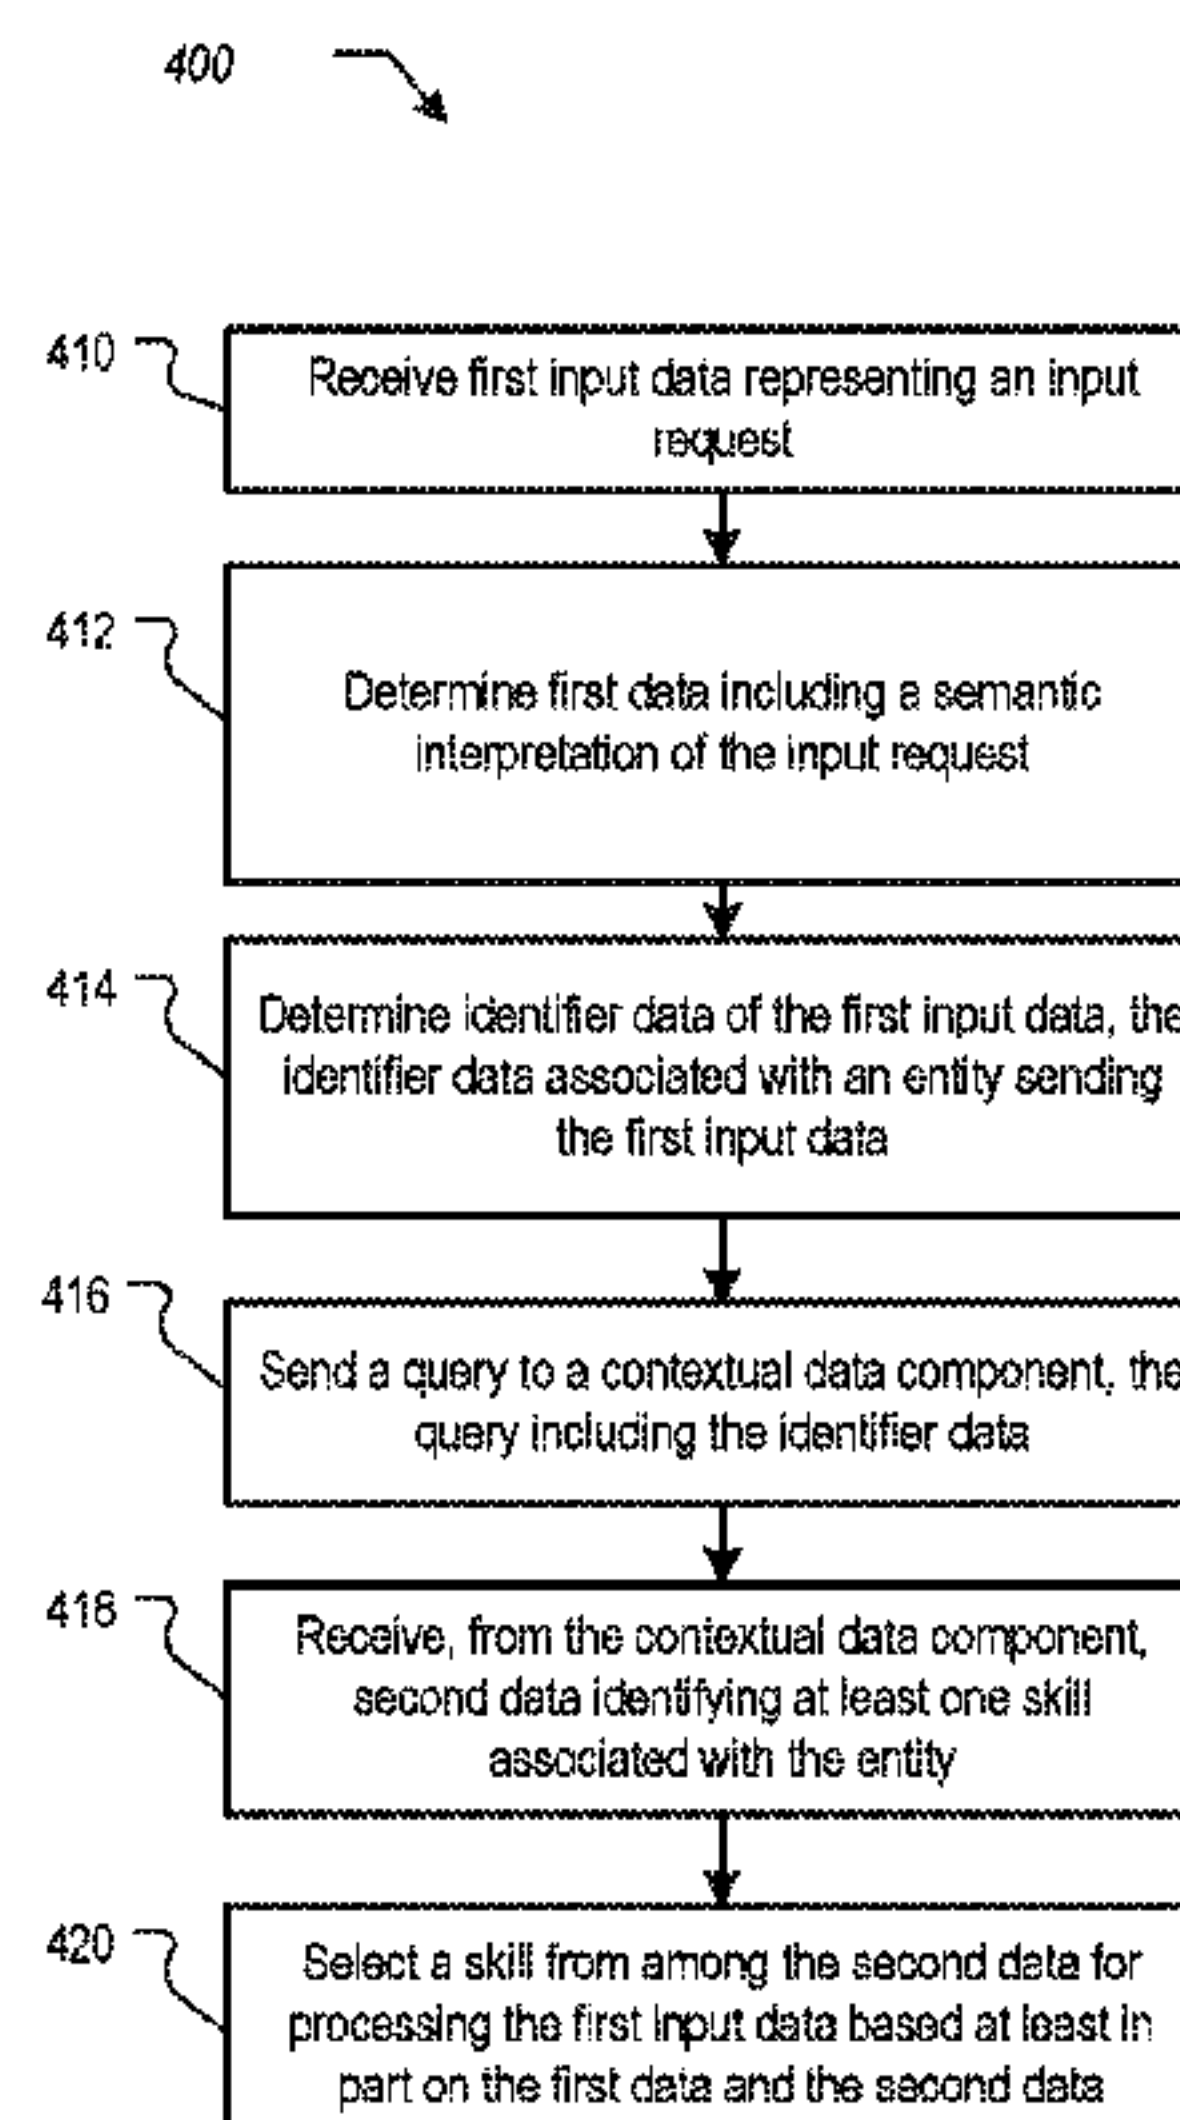 400
410
Receive first input data representing an input
request
412
Determine first data including a semantic
interpretation of the input request
414
Determine identifier data of the first input data, the
identifier data associated with an entity sending
the first input data
416
Send a query to a contextual data component, the
query including the identifier data
418
Receive, from the contextual data component,
second data identifying at least one skill
associated with the entity
420
Select a skill from among the second data for
processing the first input data based at least in
part on the first data and the second data